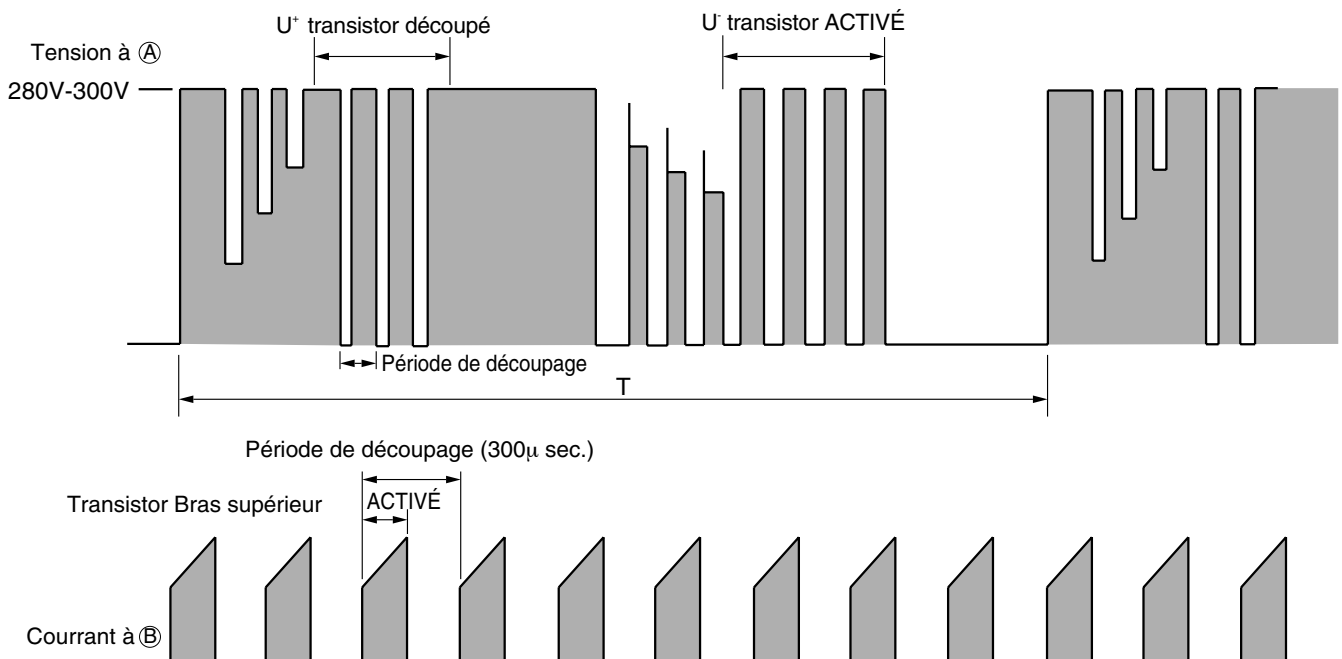 U⁺ transistor découpé
U⁻ transistor ACTIVÉ
Tension à Ⓐ
280V-300V
Période de découpage
T
Période de découpage (300μ sec.)
Transistor Bras supérieur
ACTIVÉ
Courrant à Ⓑ